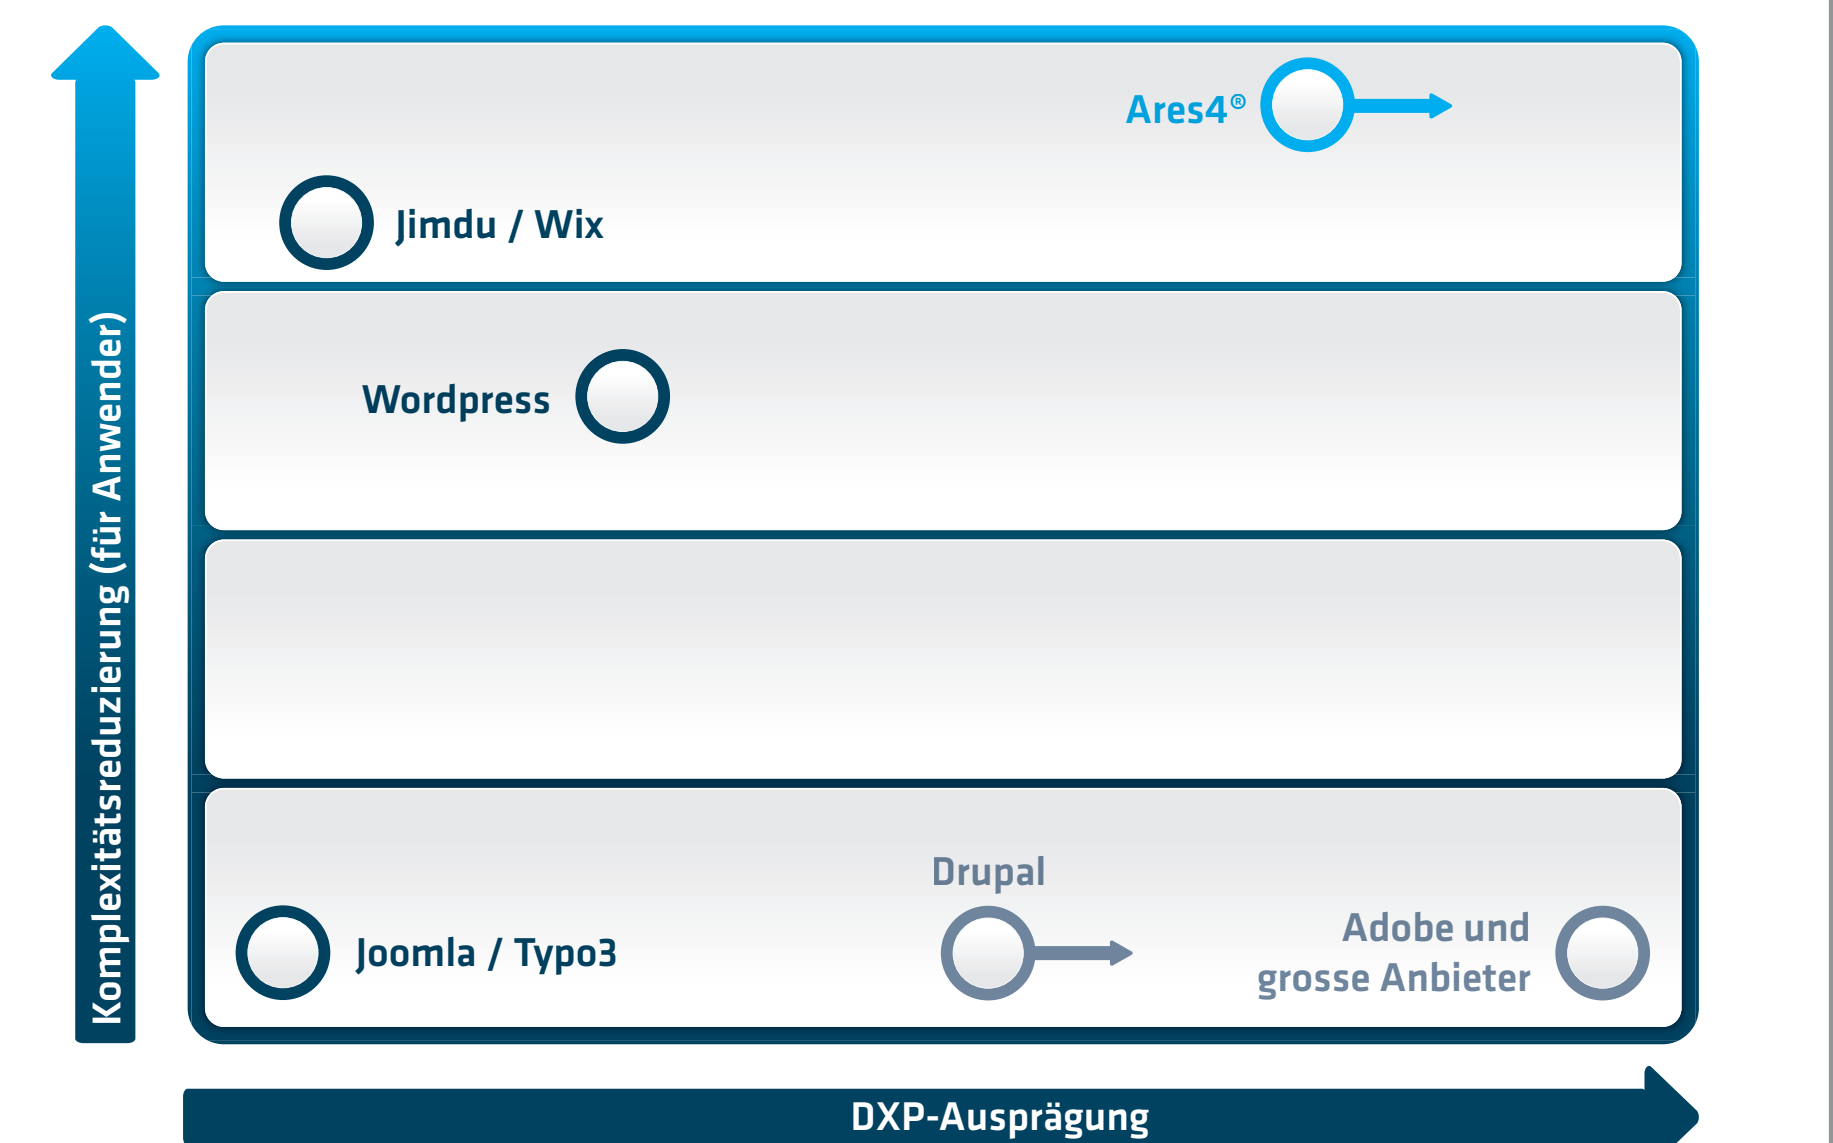 Ares4®
Jimdu / Wix
Wordpress
Komplexitätsreduzierung (für Anwender)
Drupal
Joomla / Typo3
Adobe und
grosse Anbieter
DXP-Ausprägung